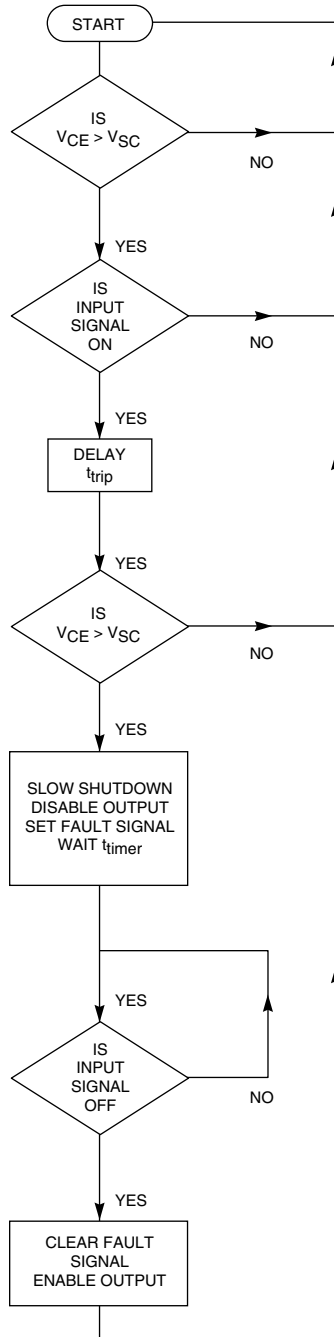 START
IS
VCE > VSC
NO
YES
IS
INPUT
SIGNAL
ON
NO
YES
DELAY
ttrip
YES
IS
VCE > VSC
NO
YES
SLOW SHUTDOWN
DISABLE OUTPUT
SET FAULT SIGNAL
WAIT ttimer
YES
IS
INPUT
SIGNAL
OFF
NO
YES
CLEAR FAULT
SIGNAL
ENABLE OUTPUT